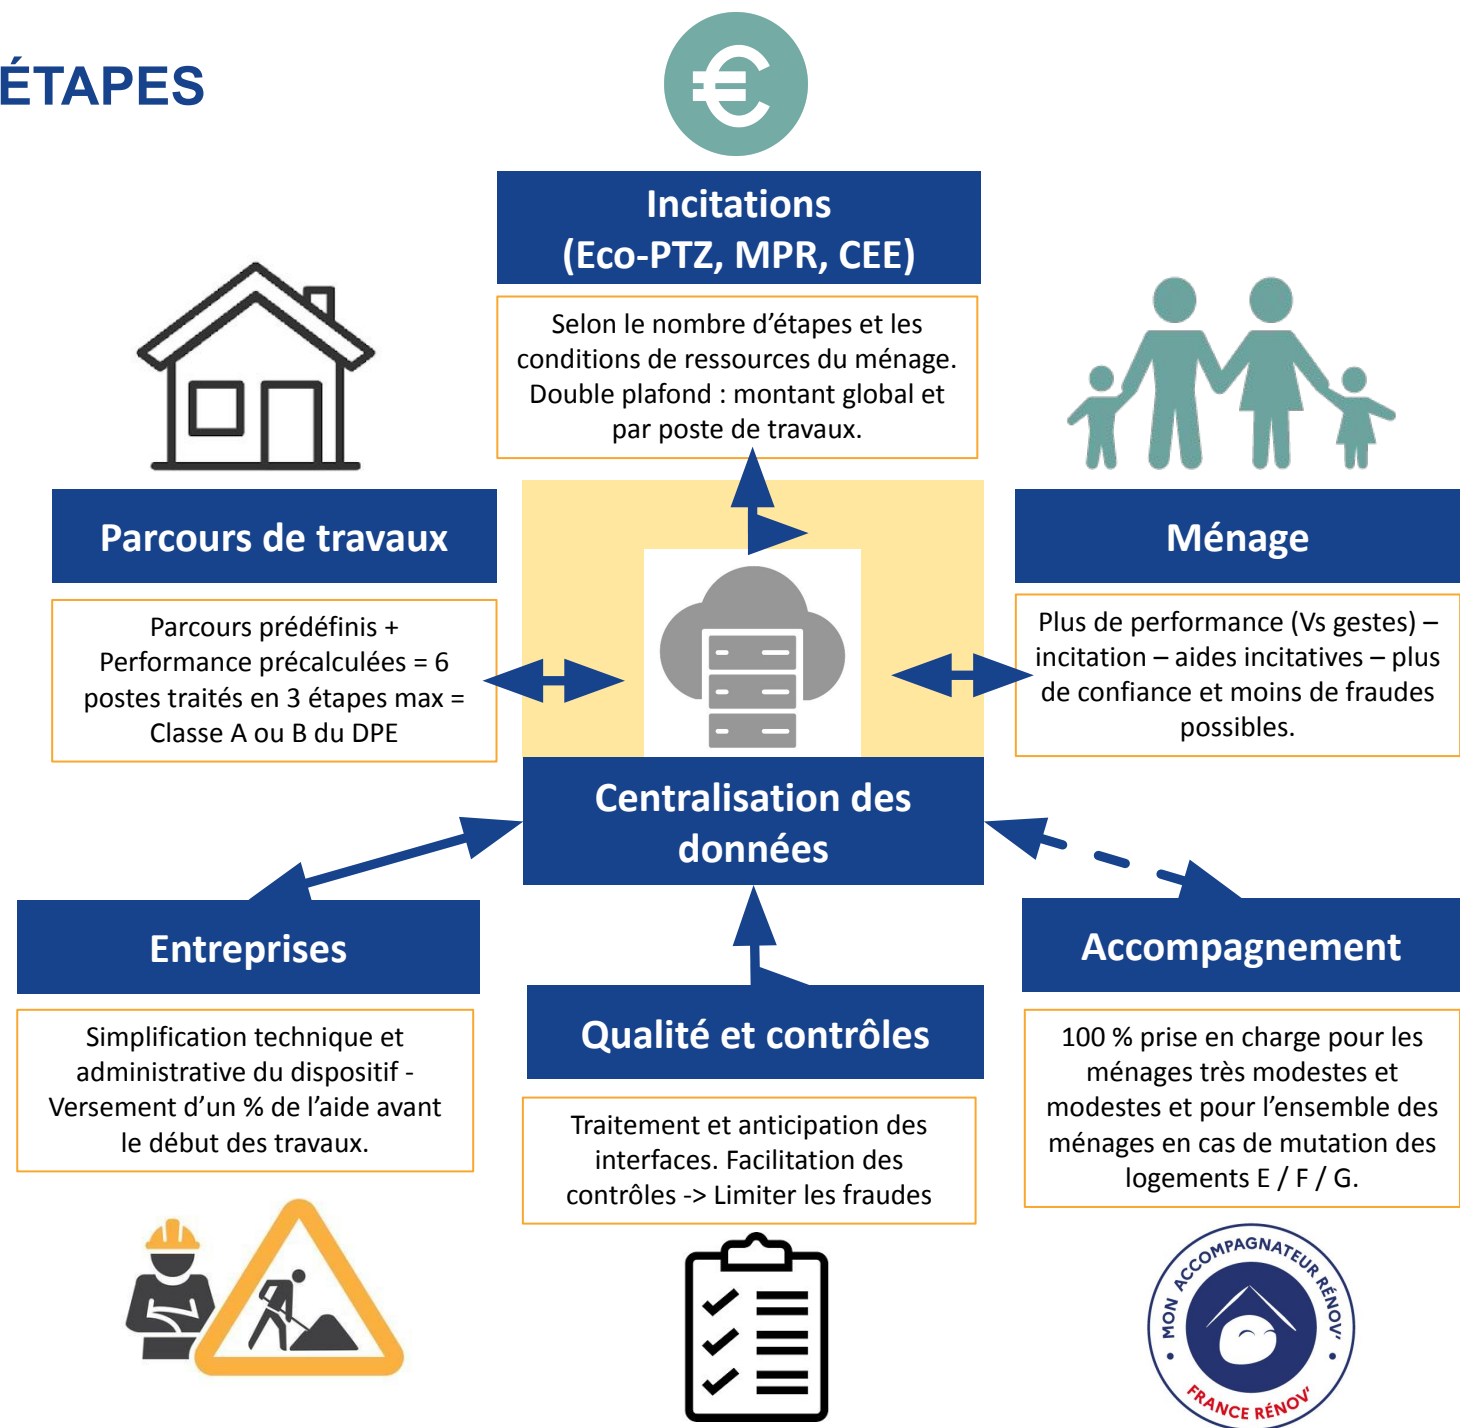 ÉTAPES
Incitations
(Eco-PTZ, MPR, CEE)
Selon le nombre d’étapes et les
conditions de ressources du ménage.
Double plafond : montant global et
par poste de travaux.
Parcours de travaux
Parcours prédéfinis +
Performance précalculées = 6
postes traités en 3 étapes max =
Classe A ou B du DPE
Ménage
Plus de performance (Vs gestes) –
incitation – aides incitatives – plus
de confiance et moins de fraudes
possibles.
Centralisation des
données
Entreprises
Simplification technique et
administrative du dispositif -
Versement d’un % de l’aide avant
le début des travaux.
Qualité et contrôles
Traitement et anticipation des
interfaces. Facilitation des
contrôles -> Limiter les fraudes
Accompagnement
100 % prise en charge pour les
ménages très modestes et
modestes et pour l’ensemble des
ménages en cas de mutation des
logements E / F / G.
• MON ACCOMPAGNATEUR RÉNOV’ •
FRANCE RÉNOV’